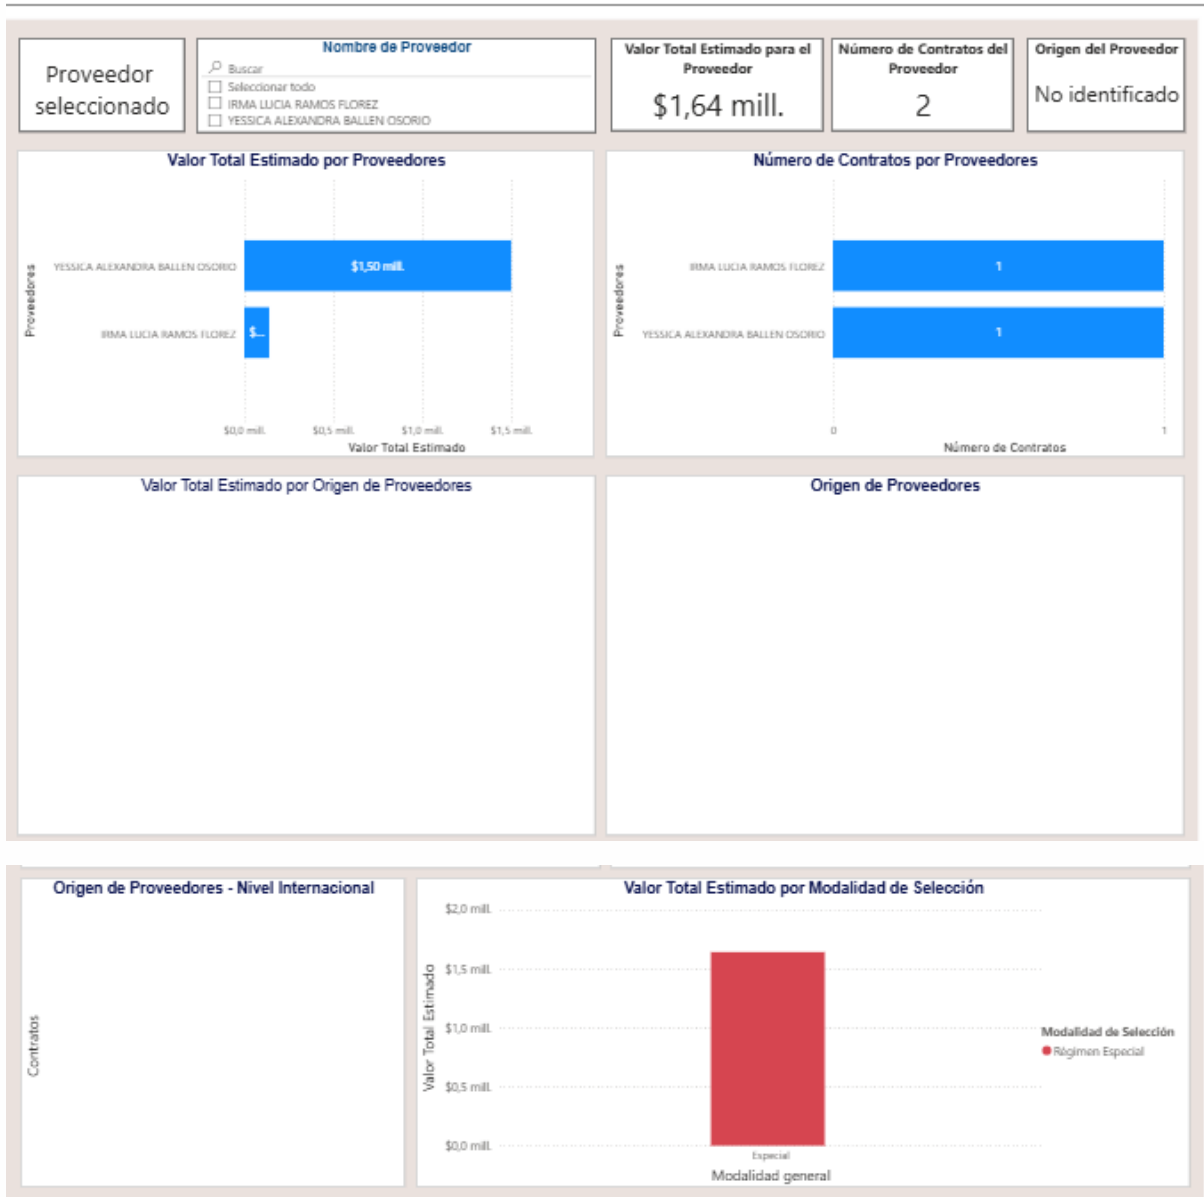 Proveedor
seleccionado
Nombre de Proveedor
Buscar
Seleccionar todo
IRMA LUCIA RAMOS FLOREZ
YESSICA ALEXANDRA BALLEN OSORIO
Valor Total Estimado para el
Proveedor
$1,64 mill.
Número de Contratos del
Proveedor
2
Origen del Proveedor
No identificado
Valor Total Estimado por Proveedores
Proveedores
YESSICA ALEXANDRA BALLEN OSORIO
$1,50 mill.
IRMA LUCIA RAMOS FLOREZ
$...
$0,0 mill.
$0,5 mill.
$1,0 mill.
$1,5 mill.
Valor Total Estimado
Número de Contratos por Proveedores
Proveedores
IRMA LUCIA RAMOS FLOREZ
1
YESSICA ALEXANDRA BALLEN OSORIO
1
0
1
Número de Contratos
Valor Total Estimado por Origen de Proveedores
Origen de Proveedores
Origen de Proveedores - Nivel Internacional
Contratos
Valor Total Estimado por Modalidad de Selección
Valor Total Estimado
$2,0 mill.
$1,5 mill.
$1,0 mill.
$0,5 mill.
$0,0 mill.
Especial
Modalidad general
Modalidad de Selección
Régimen Especial